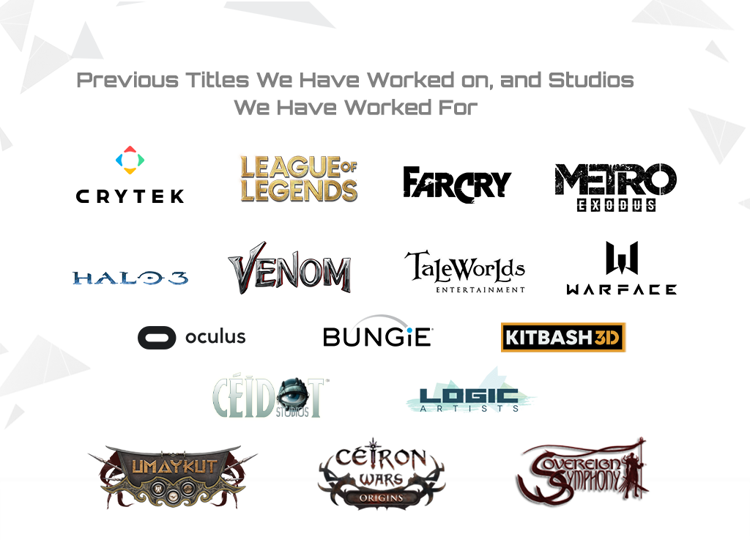 Previous Titles We Have Worked on, and Studios
We Have Worked For
CRYTEK
LEAGUE OF
LEGENDS
FARCRY
METRO
EXODUS
HALO 3
VENOM
TALEWORLDS
ENTERTAINMENT
WARFACE
oculus
BUNGiE
KITBASH3D
CÉIDOT
STUDIOS
LOGIC
ARTISTS
UMAYKUT
CEIRON
WARS
ORIGINS
SOVEREIGN
SYMPHONY